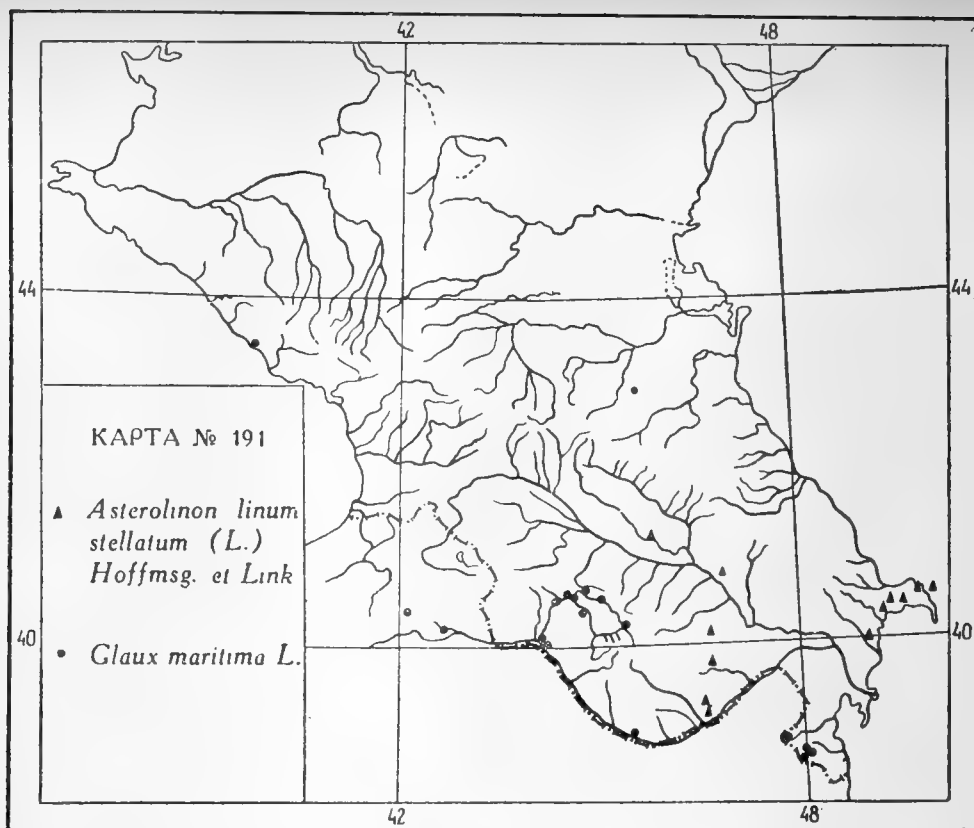 42 48
44 44
КАРТА № 191
Asterolinon linum
stellatum (L.)
Hoffmsg. et Link
40 40
Glaux maritima L.
42 48